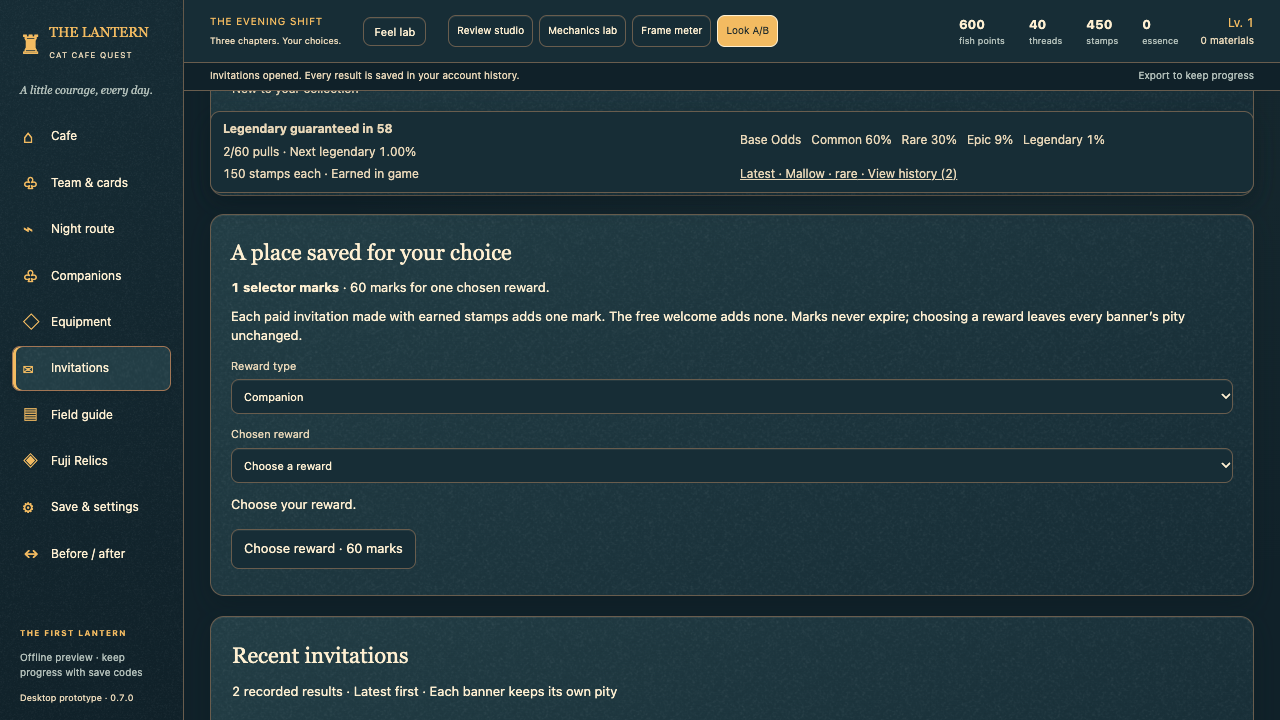 THE LANTERN
CAT CAFE QUEST
A little courage, every day.
Cafe
Team & cards
Night route
Companions
Equipment
Invitations
Field guide
Fuji Relics
Save & settings
Before / after
THE FIRST LANTERN
Offline preview · keep
progress with save codes
Desktop prototype · 0.7.0
THE EVENING SHIFT
Three chapters. Your choices.
Feel lab
Review studio
Mechanics lab
Frame meter
Look A/B
600
fish points
40
threads
450
stamps
0
essence
Lv. 1
0 materials
Invitations opened. Every result is saved in your account history.
Export to keep progress
New to your collection
Legendary guaranteed in 58
2/60 pulls · Next legendary 1.00%
150 stamps each · Earned in game
Base Odds Common 60% Rare 30% Epic 9% Legendary 1%
Latest · Mallow · rare · View history (2)
A place saved for your choice
1 selector marks · 60 marks for one chosen reward.
Each paid invitation made with earned stamps adds one mark. The free welcome adds none. Marks never expire; choosing a reward leaves every banner’s pity
unchanged.
Reward type
Companion
Chosen reward
Choose a reward
Choose your reward.
Choose reward · 60 marks
Recent invitations
2 recorded results · Latest first · Each banner keeps its own pity